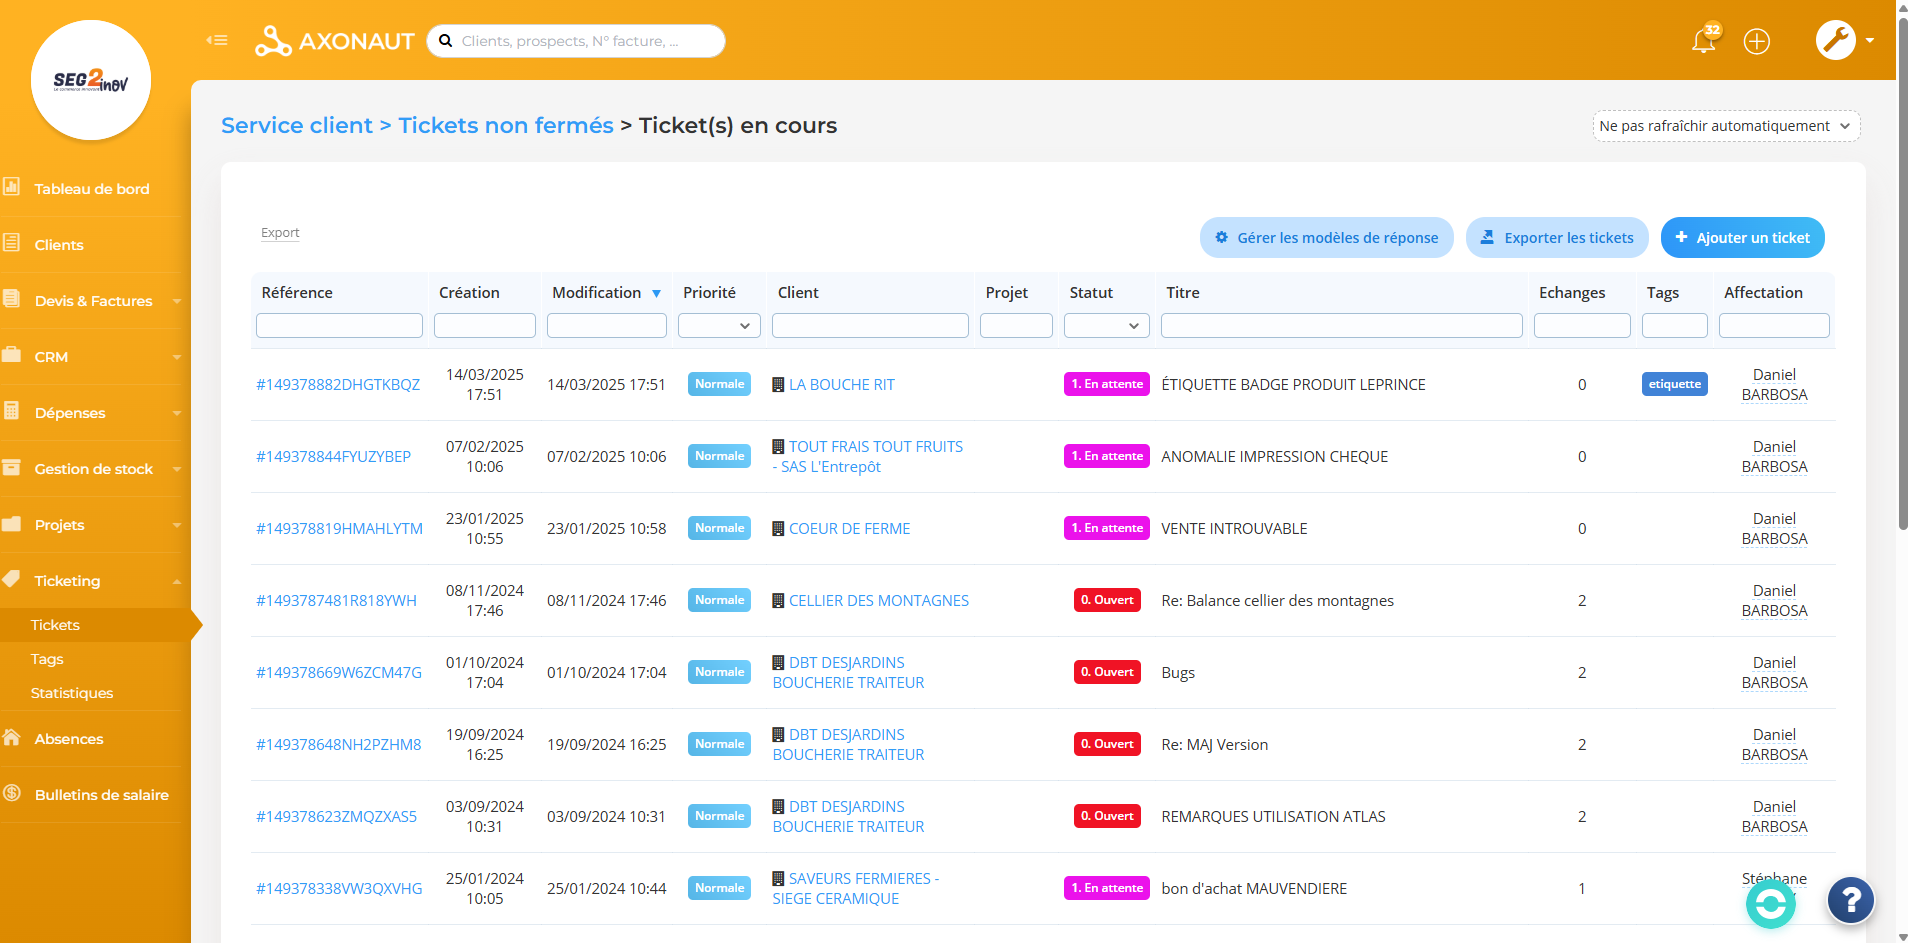 SEG2inov
AXONAUT
Clients, prospects, N° facture, ...
32
Tableau de bord
Clients
Devis & Factures
CRM
Dépenses
Gestion de stock
Projets
Ticketing
Tickets
Tags
Statistiques
Absences
Bulletins de salaire
Service client > Tickets non fermés > Ticket(s) en cours
Ne pas rafraîchir automatiquement
Export
Gérer les modèles de réponse
Exporter les tickets
+ Ajouter un ticket
Référence Création Modification Priorité Client Projet Statut Titre Echanges Tags Affectation
#149378882DHGTKBQZ 14/03/2025 17:51 14/03/2025 17:51 Normale LA BOUCHE RIT 1. En attente ÉTIQUETTE BADGE PRODUIT LEPRINCE 0 etiquette Daniel BARBOSA
#149378844FYUZYBEP 07/02/2025 10:06 07/02/2025 10:06 Normale TOUT FRAIS TOUT FRUITS - SAS L'Entrepôt 1. En attente ANOMALIE IMPRESSION CHEQUE 0 Daniel BARBOSA
#149378819HMAHLYTM 23/01/2025 10:55 23/01/2025 10:58 Normale COEUR DE FERME 1. En attente VENTE INTROUVABLE 0 Daniel BARBOSA
#1493787481R818YWH 08/11/2024 17:46 08/11/2024 17:46 Normale CELLIER DES MONTAGNES 0. Ouvert Re: Balance cellier des montagnes 2 Daniel BARBOSA
#149378669W6ZCM47G 01/10/2024 17:04 01/10/2024 17:04 Normale DBT DESJARDINS BOUCHERIE TRAITEUR 0. Ouvert Bugs 2 Daniel BARBOSA
#149378648NH2PZHM8 19/09/2024 16:25 19/09/2024 16:25 Normale DBT DESJARDINS BOUCHERIE TRAITEUR 0. Ouvert Re: MAJ Version 2 Daniel BARBOSA
#149378623ZMQZXAS5 03/09/2024 10:31 03/09/2024 10:31 Normale DBT DESJARDINS BOUCHERIE TRAITEUR 0. Ouvert REMARQUES UTILISATION ATLAS 2 Daniel BARBOSA
#149378338VW3QXVHG 25/01/2024 10:05 25/01/2024 10:44 Normale SAVEURS FERMIERES - SIEGE CERAMIQUE 1. En attente bon d'achat MAUVENDIERE 1 Stéphane
?